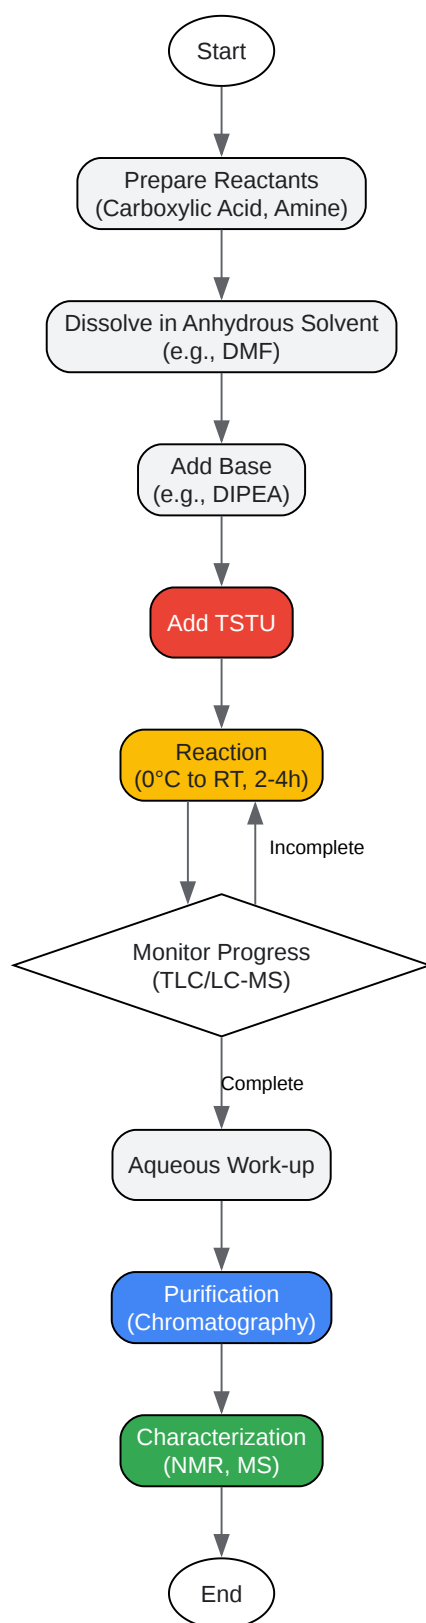 Start
Prepare Reactants
(Carboxylic Acid, Amine)
Dissolve in Anhydrous Solvent
(e.g., DMF)
Add Base
(e.g., DIPEA)
Add TSTU
Reaction
(0°C to RT, 2-4h)
Incomplete
Monitor Progress
(TLC/LC-MS)
Complete
Aqueous Work-up
Purification
(Chromatography)
Characterization
(NMR, MS)
End